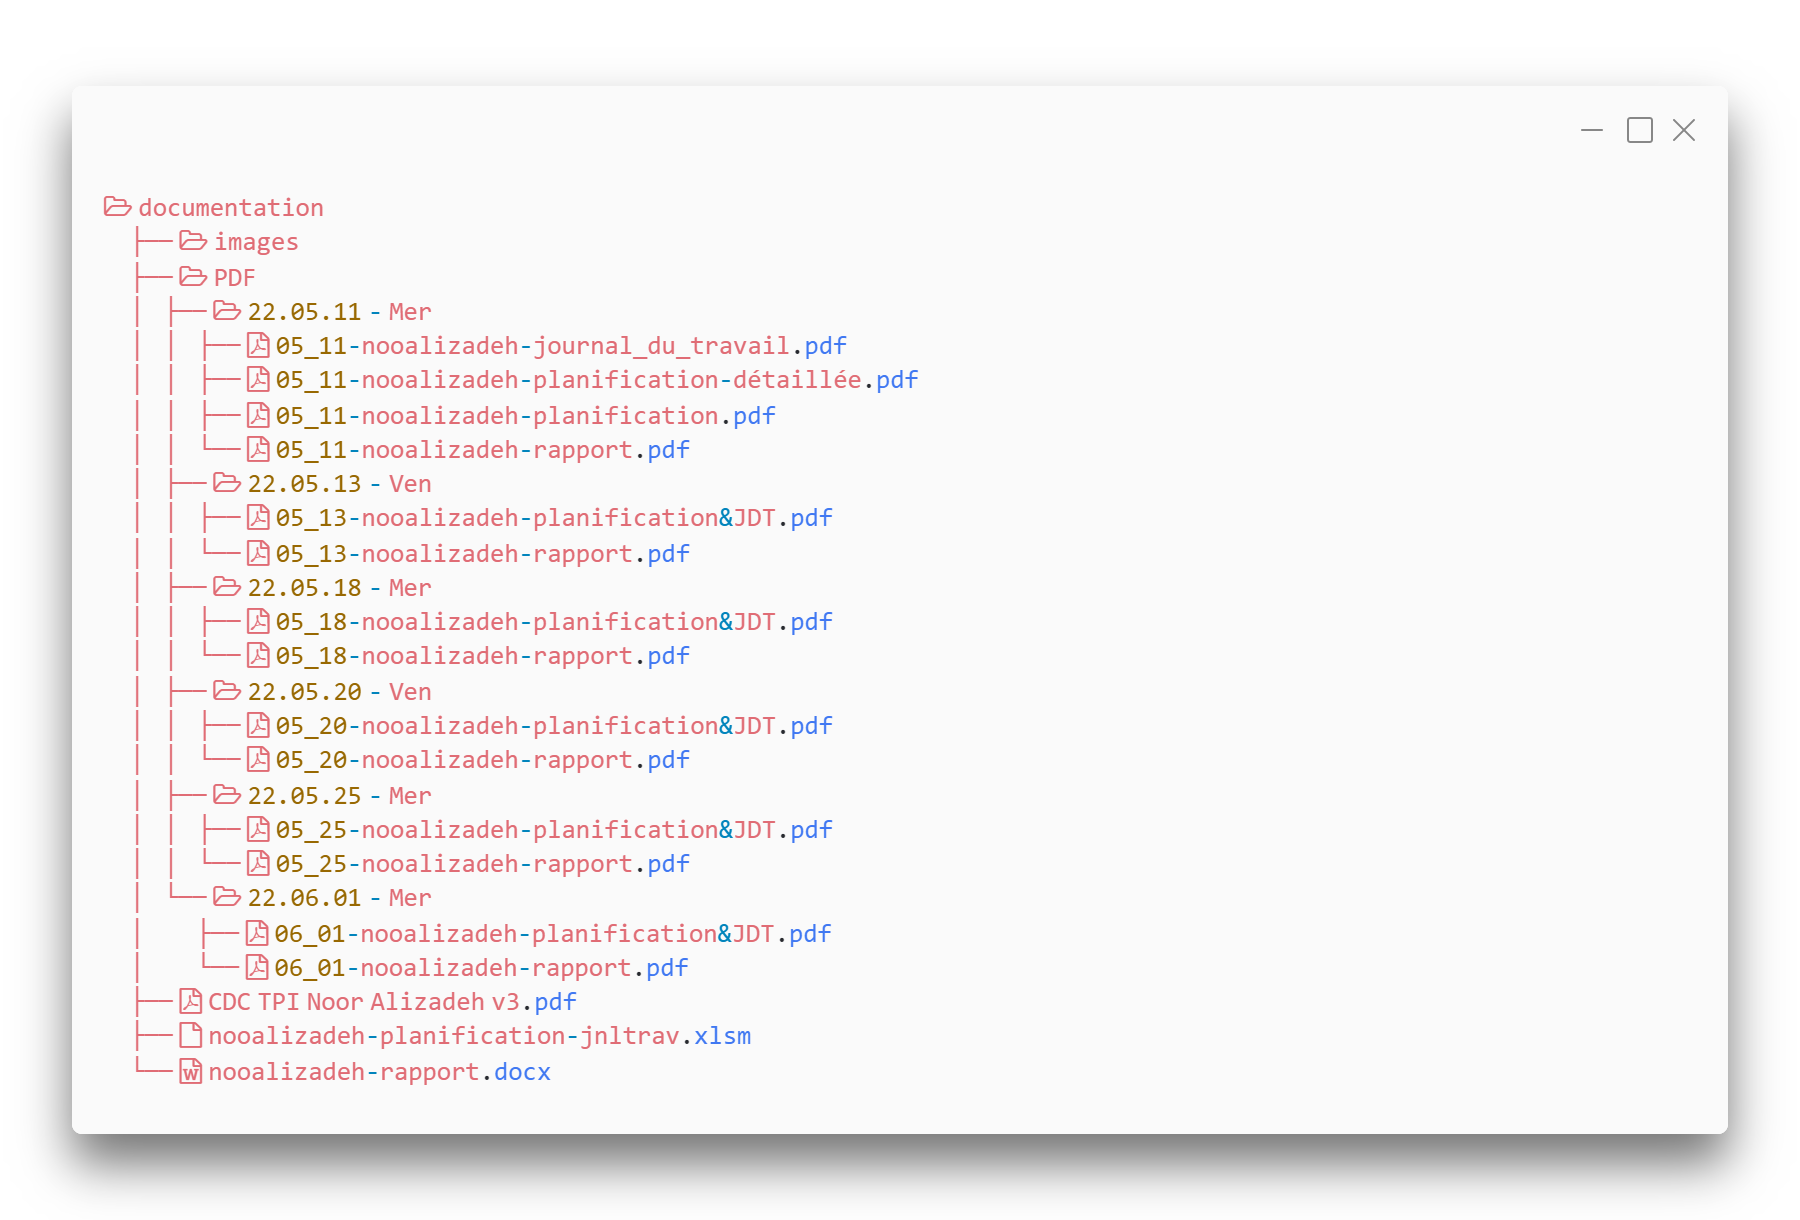 documentation
├── images
├── PDF
│ ├── 22.05.11 - Mer
│ │ ├── 05_11-nooalizadeh-journal_du_travail.pdf
│ │ ├── 05_11-nooalizadeh-planification-détaillée.pdf
│ │ ├── 05_11-nooalizadeh-planification.pdf
│ │ └── 05_11-nooalizadeh-rapport.pdf
│ ├── 22.05.13 - Ven
│ │ ├── 05_13-nooalizadeh-planification&JDT.pdf
│ │ └── 05_13-nooalizadeh-rapport.pdf
│ ├── 22.05.18 - Mer
│ │ ├── 05_18-nooalizadeh-planification&JDT.pdf
│ │ └── 05_18-nooalizadeh-rapport.pdf
│ ├── 22.05.20 - Ven
│ │ ├── 05_20-nooalizadeh-planification&JDT.pdf
│ │ └── 05_20-nooalizadeh-rapport.pdf
│ ├── 22.05.25 - Mer
│ │ ├── 05_25-nooalizadeh-planification&JDT.pdf
│ │ └── 05_25-nooalizadeh-rapport.pdf
│ └── 22.06.01 - Mer
│ ├── 06_01-nooalizadeh-planification&JDT.pdf
│ └── 06_01-nooalizadeh-rapport.pdf
├── CDC TPI Noor Alizadeh v3.pdf
├── nooalizadeh-planification-jnltrav.xlsm
└── nooalizadeh-rapport.docx